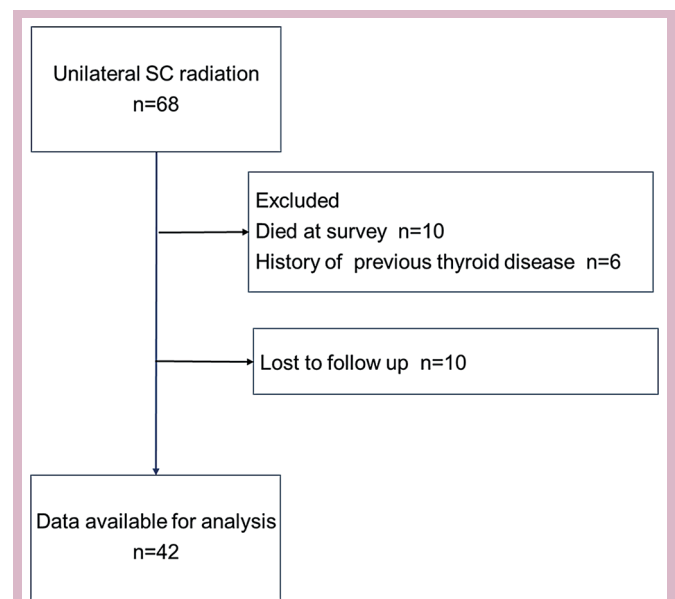 Unilateral SC radiation
n=68
Excluded
Died at survey n=10
History of previous thyroid disease n=6
Lost to follow up n=10
Data available for analysis
n=42